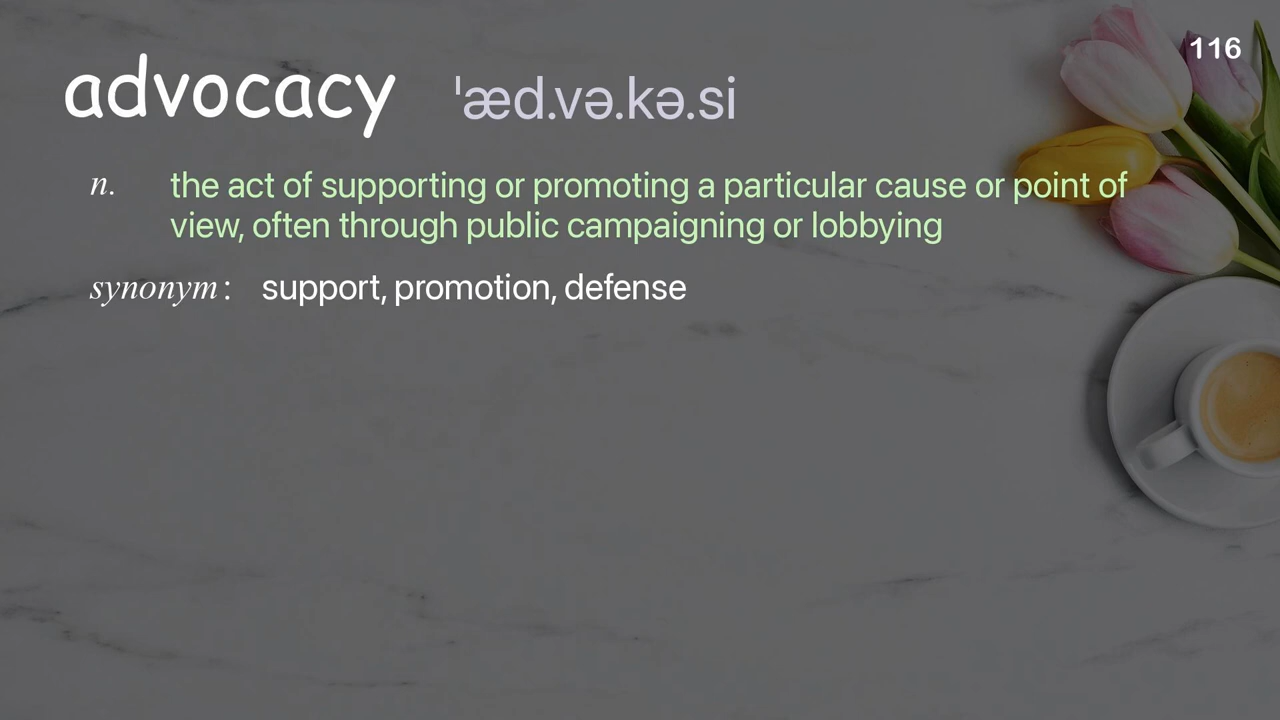 116
advocacy ˈæd.və.kə.si
n. the act of supporting or promoting a particular cause or point of
view, often through public campaigning or lobbying
synonym : support, promotion, defense